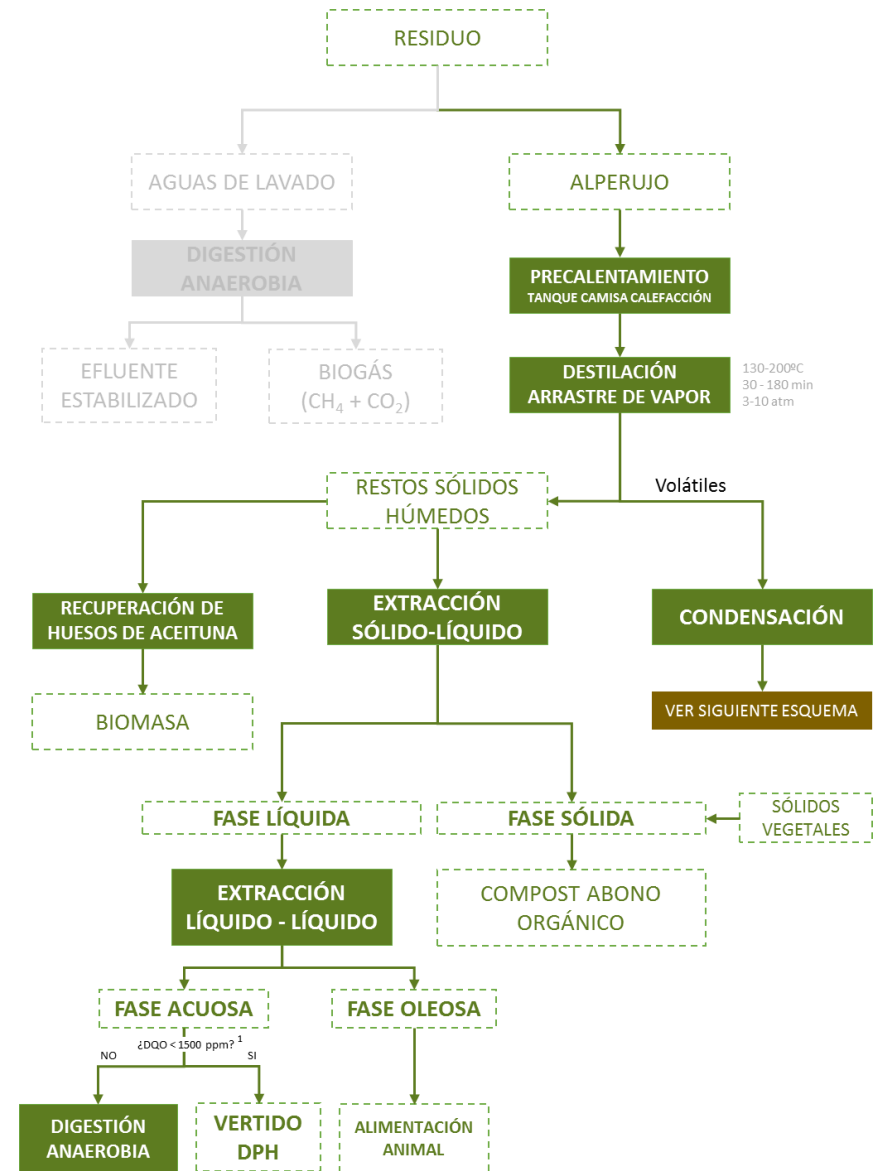 RESIDUO
AGUAS DE LAVADO
ALPERUJO
DIGESTIÓN
ANAEROBIA
PRECALENTAMIENTO
TANQUE CAMISA CALEFACCIÓN
EFLUENTE
ESTABILIZADO
BIOGÁS
(CH₄ + CO₂)
DESTILACIÓN
ARRASTRE DE VAPOR
130-200ºC
30 - 180 min
3-10 atm
RESTOS SÓLIDOS
HÚMEDOS
Volátiles
RECUPERACIÓN DE
HUESOS DE ACEITUNA
EXTRACCIÓN
SÓLIDO-LÍQUIDO
CONDENSACIÓN
BIOMASA
VER SIGUIENTE ESQUEMA
FASE LÍQUIDA
FASE SÓLIDA
SÓLIDOS
VEGETALES
EXTRACCIÓN
LÍQUIDO - LÍQUIDO
COMPOST ABONO
ORGÁNICO
FASE ACUOSA
FASE OLEOSA
¿DQO < 1500 ppm? ¹
NO
SI
DIGESTIÓN
ANAEROBIA
VERTIDO
DPH
ALIMENTACIÓN
ANIMAL